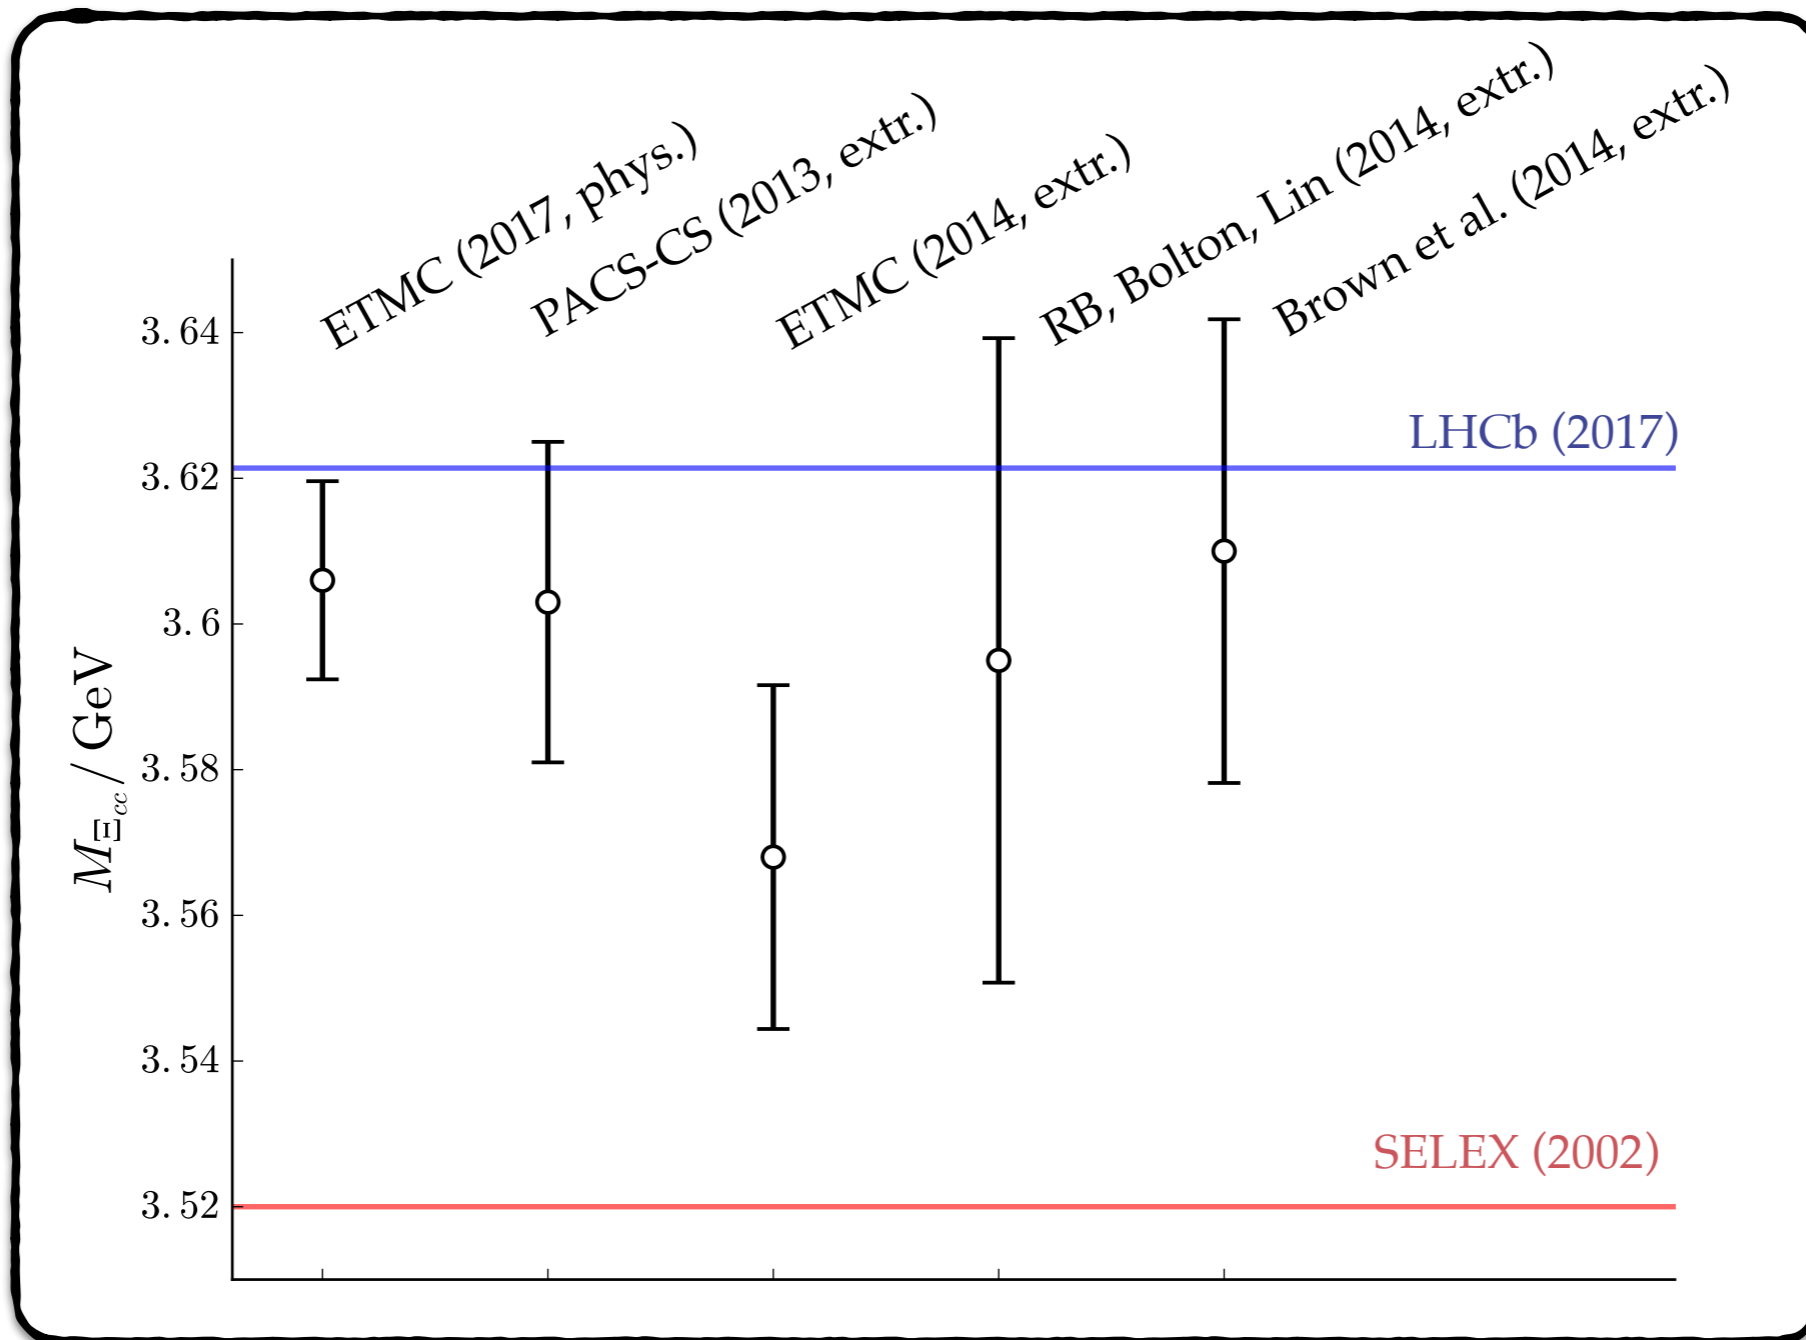 ETMC (2017, phys.)
PACS-CS (2013, extr.)
ETMC (2014, extr.)
RB, Bolton, Lin (2014, extr.)
Brown et al. (2014, extr.)
LHCb (2017)
SELEX (2002)
M_Ξcc / GeV
3.64
3.62
3.6
3.58
3.56
3.54
3.52